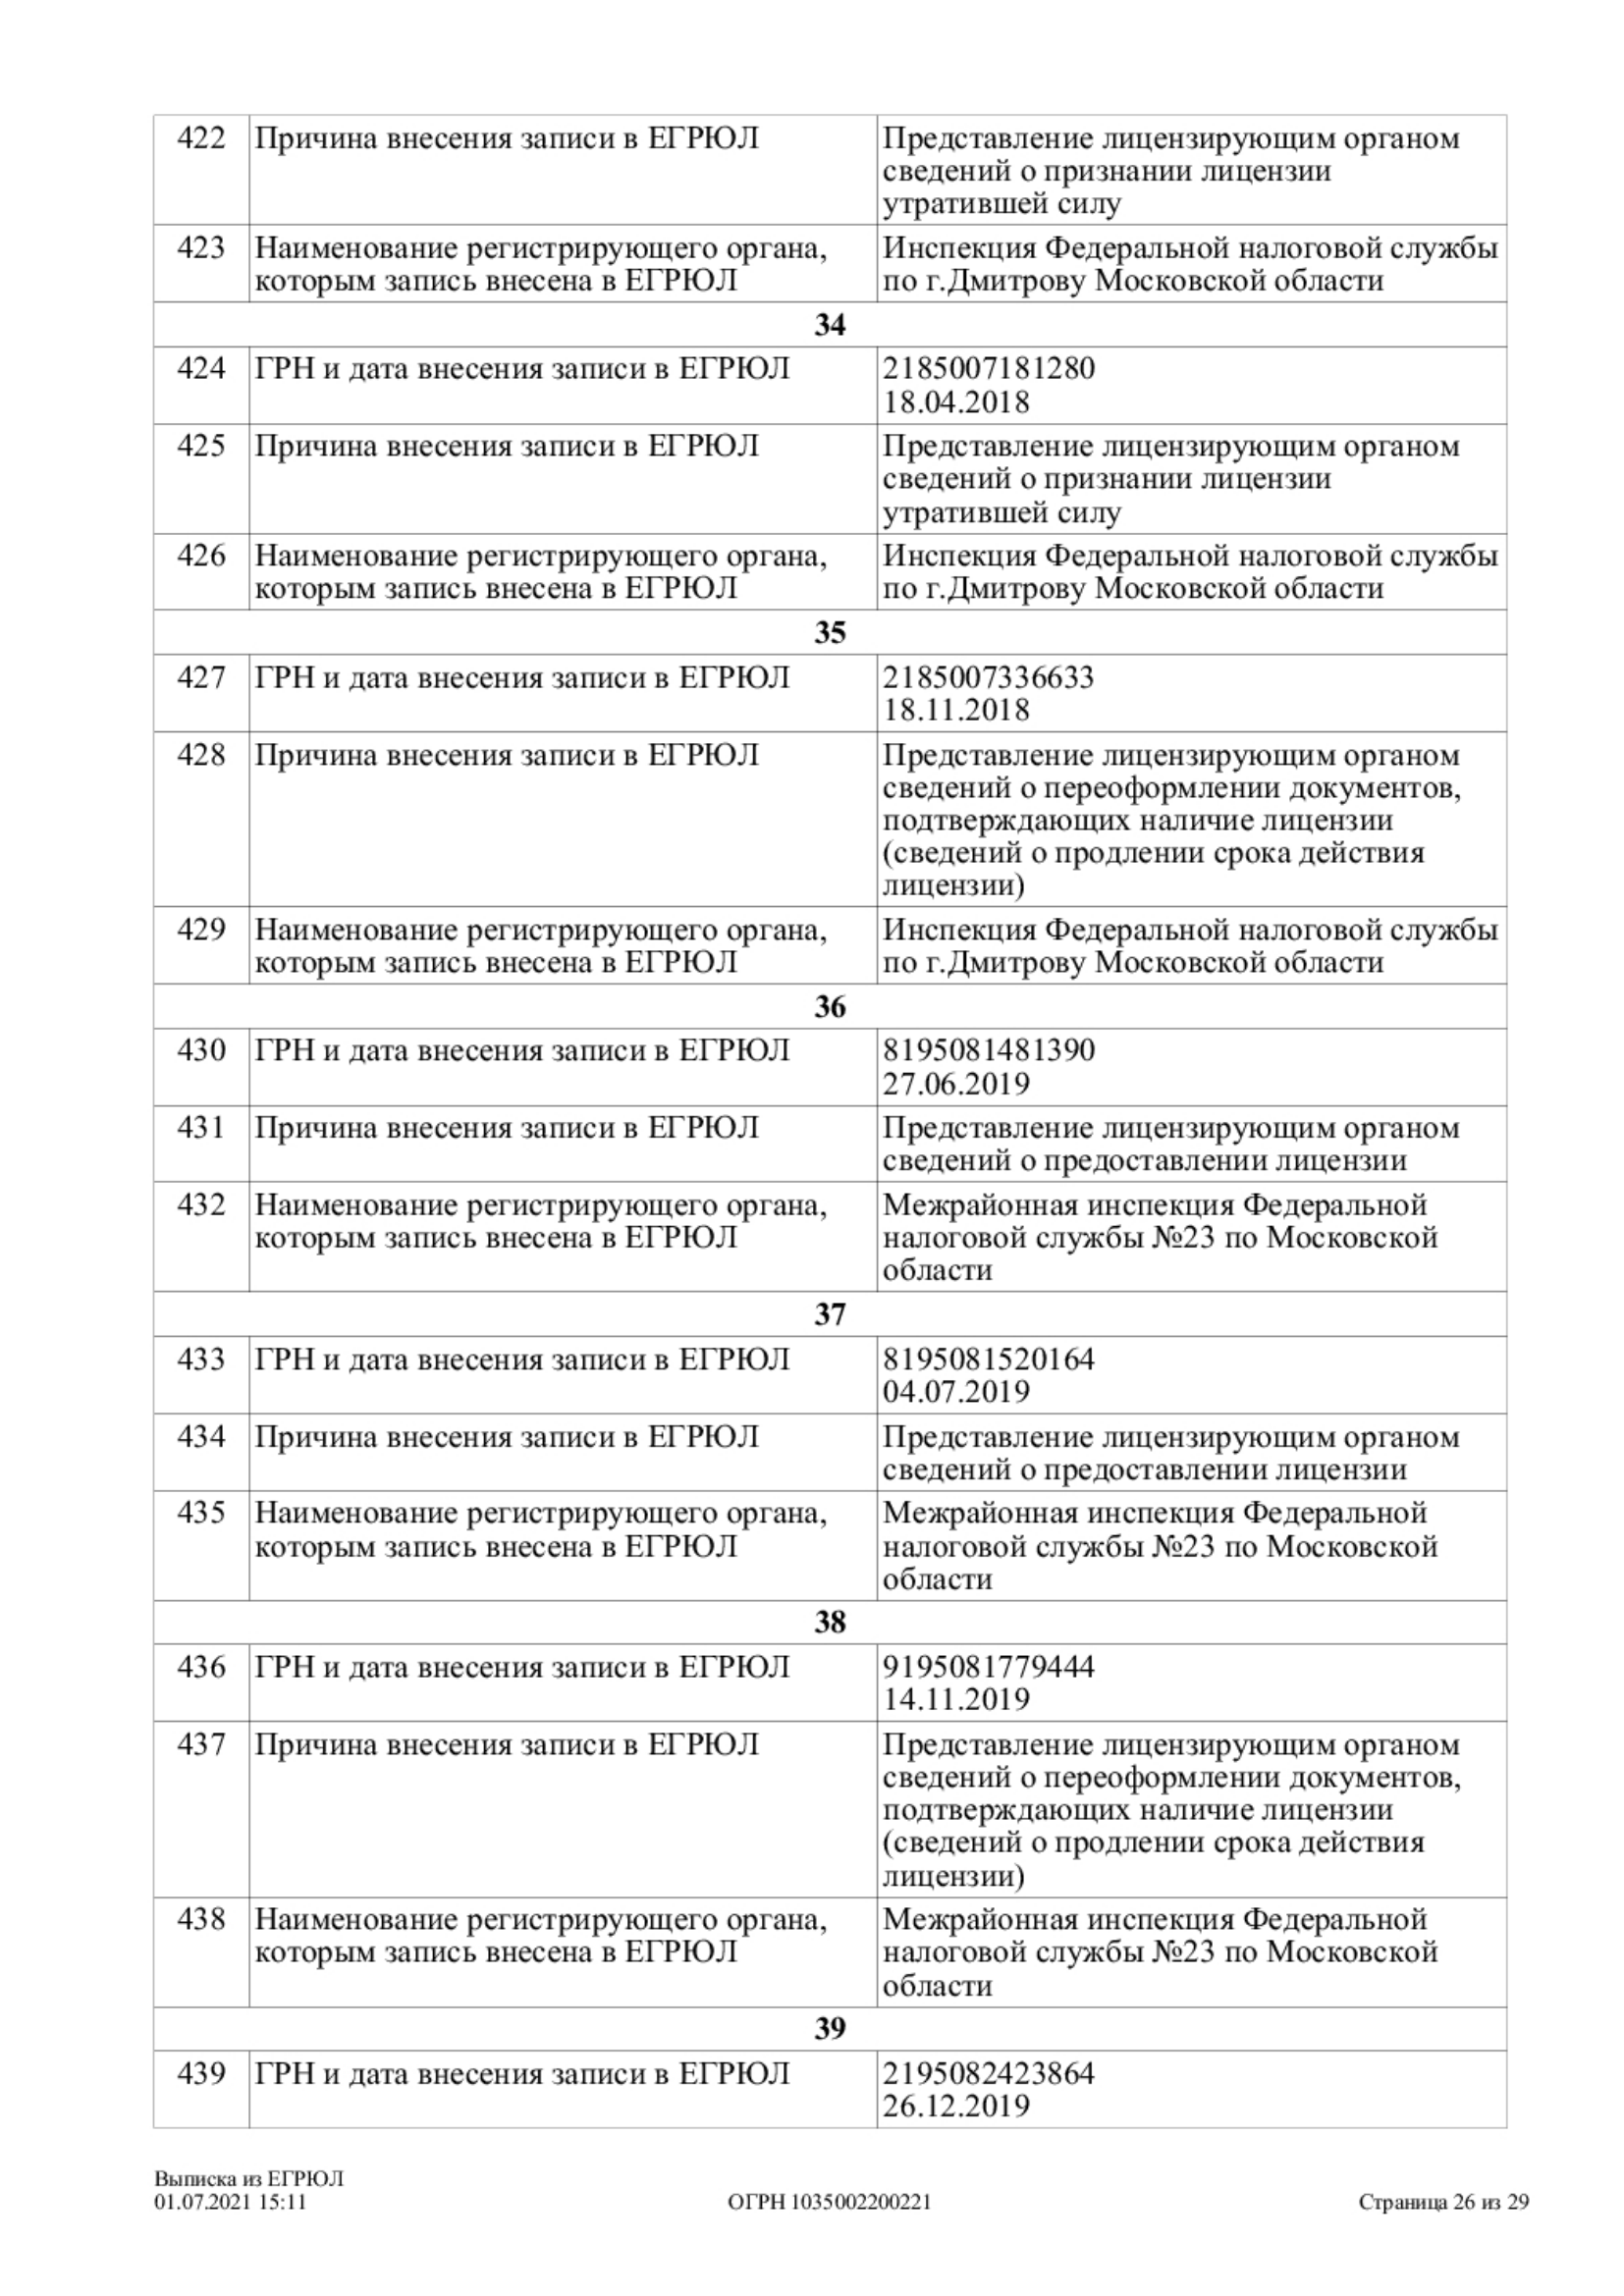 422 Причина внесения записи в ЕГРЮЛ Представление лицензирующим органом
сведений о признании лицензии
утратившей силу
423 Наименование регистрирующего органа, Инспекция Федеральной налоговой службы
которым запись внесена в ЕГРЮЛ по г.Дмитрову Московской области
34
424 ГРН и дата внесения записи в ЕГРЮЛ 2185007181280
18.04.2018
425 Причина внесения записи в ЕГРЮЛ Представление лицензирующим органом
сведений о признании лицензии
утратившей силу
426 Наименование регистрирующего органа, Инспекция Федеральной налоговой службы
которым запись внесена в ЕГРЮЛ по г.Дмитрову Московской области
35
427 ГРН и дата внесения записи в ЕГРЮЛ 2185007336633
18.11.2018
428 Причина внесения записи в ЕГРЮЛ Представление лицензирующим органом
сведений о переоформлении документов,
подтверждающих наличие лицензии
(сведений о продлении срока действия
лицензии)
429 Наименование регистрирующего органа, Инспекция Федеральной налоговой службы
которым запись внесена в ЕГРЮЛ по г.Дмитрову Московской области
36
430 ГРН и дата внесения записи в ЕГРЮЛ 8195081481390
27.06.2019
431 Причина внесения записи в ЕГРЮЛ Представление лицензирующим органом
сведений о предоставлении лицензии
432 Наименование регистрирующего органа, Межрайонная инспекция Федеральной
которым запись внесена в ЕГРЮЛ налоговой службы №23 по Московской
области
37
433 ГРН и дата внесения записи в ЕГРЮЛ 8195081520164
04.07.2019
434 Причина внесения записи в ЕГРЮЛ Представление лицензирующим органом
сведений о предоставлении лицензии
435 Наименование регистрирующего органа, Межрайонная инспекция Федеральной
которым запись внесена в ЕГРЮЛ налоговой службы №23 по Московской
области
38
436 ГРН и дата внесения записи в ЕГРЮЛ 9195081779444
14.11.2019
437 Причина внесения записи в ЕГРЮЛ Представление лицензирующим органом
сведений о переоформлении документов,
подтверждающих наличие лицензии
(сведений о продлении срока действия
лицензии)
438 Наименование регистрирующего органа, Межрайонная инспекция Федеральной
которым запись внесена в ЕГРЮЛ налоговой службы №23 по Московской
области
39
439 ГРН и дата внесения записи в ЕГРЮЛ 2195082423864
26.12.2019
Выписка из ЕГРЮЛ
01.07.2021 15:11 ОГРН 1035002200221 Страница 26 из 29